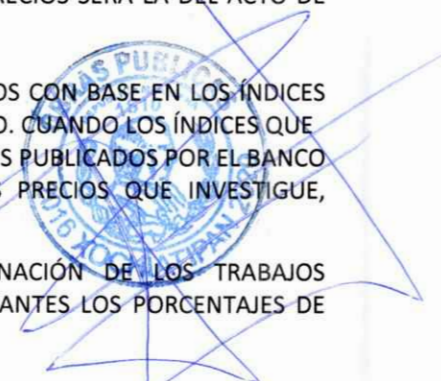 RECIOS SERÁ LA DEL ACTO DE
OS CON BASE EN LOS ÍNDICES
O. CUANDO LOS ÍNDICES QUE
S PUBLICADOS POR EL BANCO
S PRECIOS QUE INVESTIGUE,
NACIÓN DE LOS TRABAJOS
ANTES LOS PORCENTAJES DE